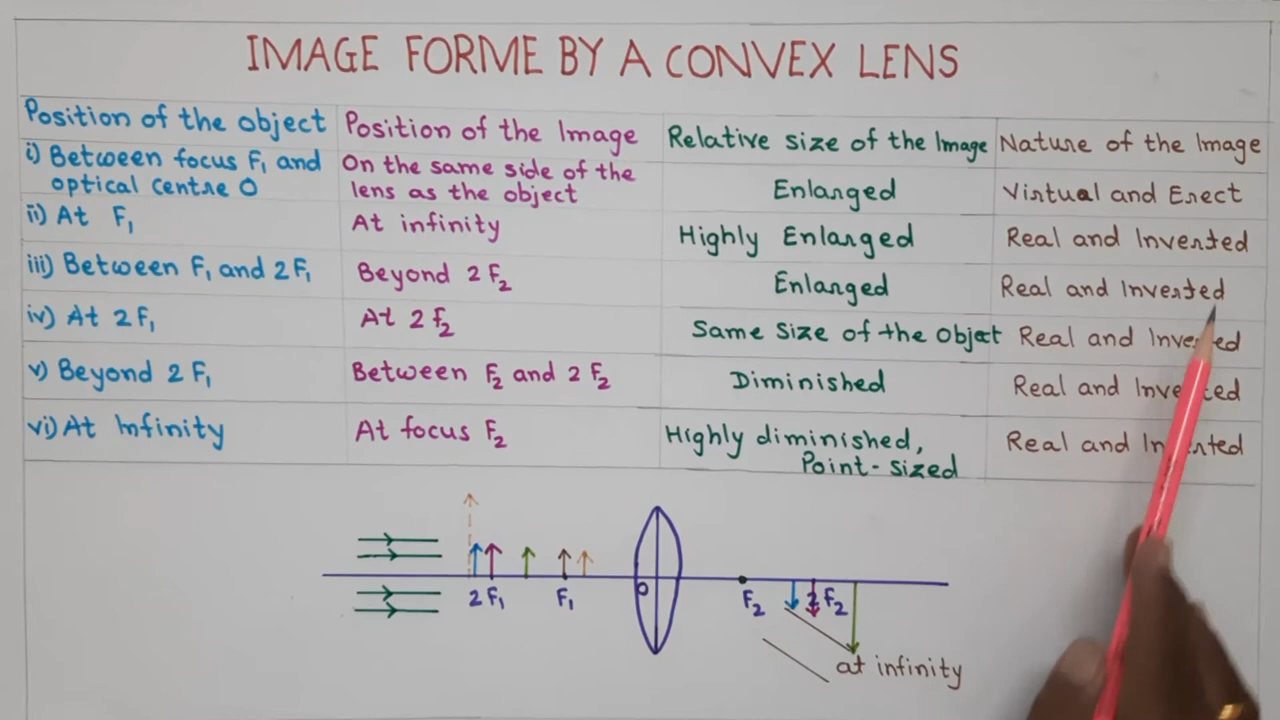 IMAGE FORME BY A CONVEX LENS
Position of the object
Position of the Image
Relative size of the Image
Nature of the Image
i) Between focus F₁ and
optical centre O
On the same side of the
lens as the object
Enlarged
Virtual and Erect
ii) At F₁
At infinity
Highly Enlarged
Real and Inverted
iii) Between F₁ and 2F₁
Beyond 2F₂
Enlarged
Real and Inverted
iv) At 2F₁
At 2F₂
Same size of the Object
Real and
v) Beyond 2F₁
Between F₂ and 2F₂
Diminished
Real and
vi) At Infinity
At focus F₂
Highly diminished,
Point-sized
Real and
2F₁
F₁
O
F₂
2F₂
at infinity